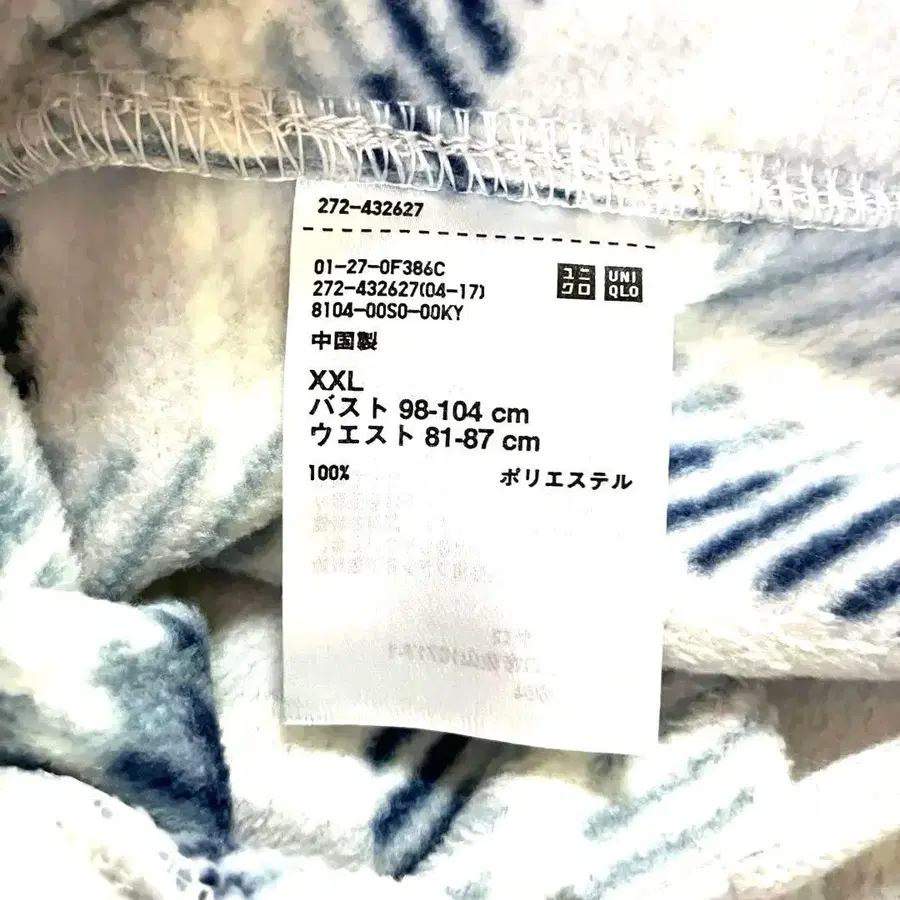 272-432627
01-27-0F386C
ユニクロ UNIQLO
272-432627(04-17)
8104-00S0-00KY
中国製
XXL
バスト 98-104 cm
ウエスト 81-87 cm
100% ポリエステル